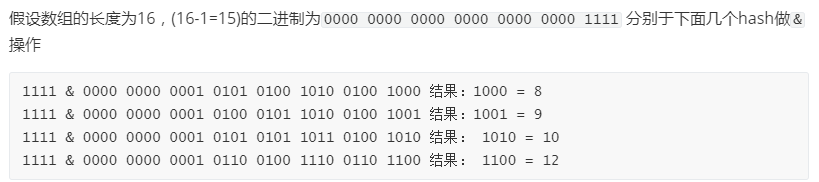 假设数组的长度为16，(16-1=15)的二进制为0000 0000 0000 0000 0000 0000 1111 分别于下面几个hash做&
操作
1111 & 0000 0000 0001 0101 0100 1010 0100 1000 结果：1000 = 8
1111 & 0000 0000 0001 0100 0101 1010 0100 1001 结果：1001 = 9
1111 & 0000 0000 0001 0101 0101 1011 0100 1010 结果： 1010 = 10
1111 & 0000 0000 0001 0110 0100 1110 0110 1100 结果： 1100 = 12